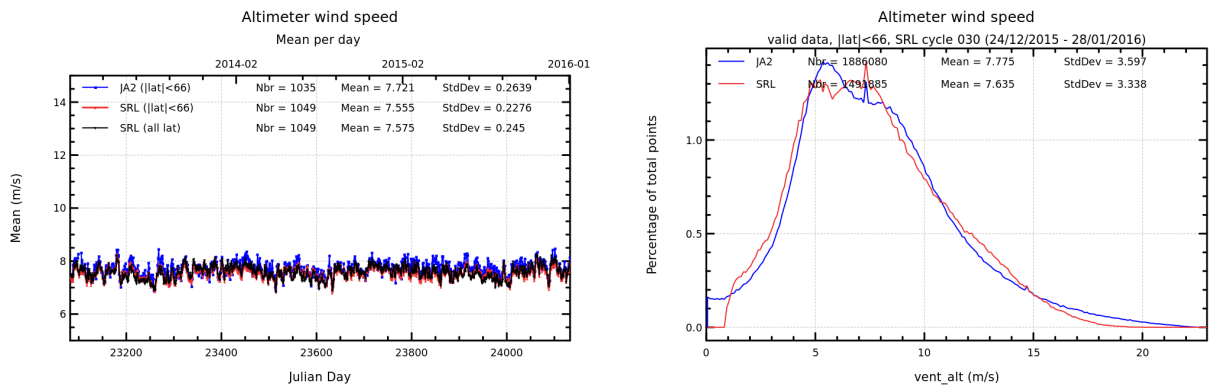 Altimeter wind speed
Mean per day
2014-02 2015-02 2016-01
JA2 (|lat|<66) Nbr = 1035 Mean = 7.721 StdDev = 0.2639
SRL (|lat|<66) Nbr = 1049 Mean = 7.555 StdDev = 0.2276
SRL (all lat) Nbr = 1049 Mean = 7.575 StdDev = 0.245
14
12
10
8
6
Mean (m/s)
23200 23400 23600 23800 24000
Julian Day
Altimeter wind speed
valid data, |lat|<66, SRL cycle 030 (24/12/2015 - 28/01/2016)
JA2 Nbr = 1886080 Mean = 7.775 StdDev = 3.597
SRL Nbr = 1491885 Mean = 7.635 StdDev = 3.338
1.0
0.5
0.0
Percentage of total points
0 5 10 15 20
vent_alt (m/s)